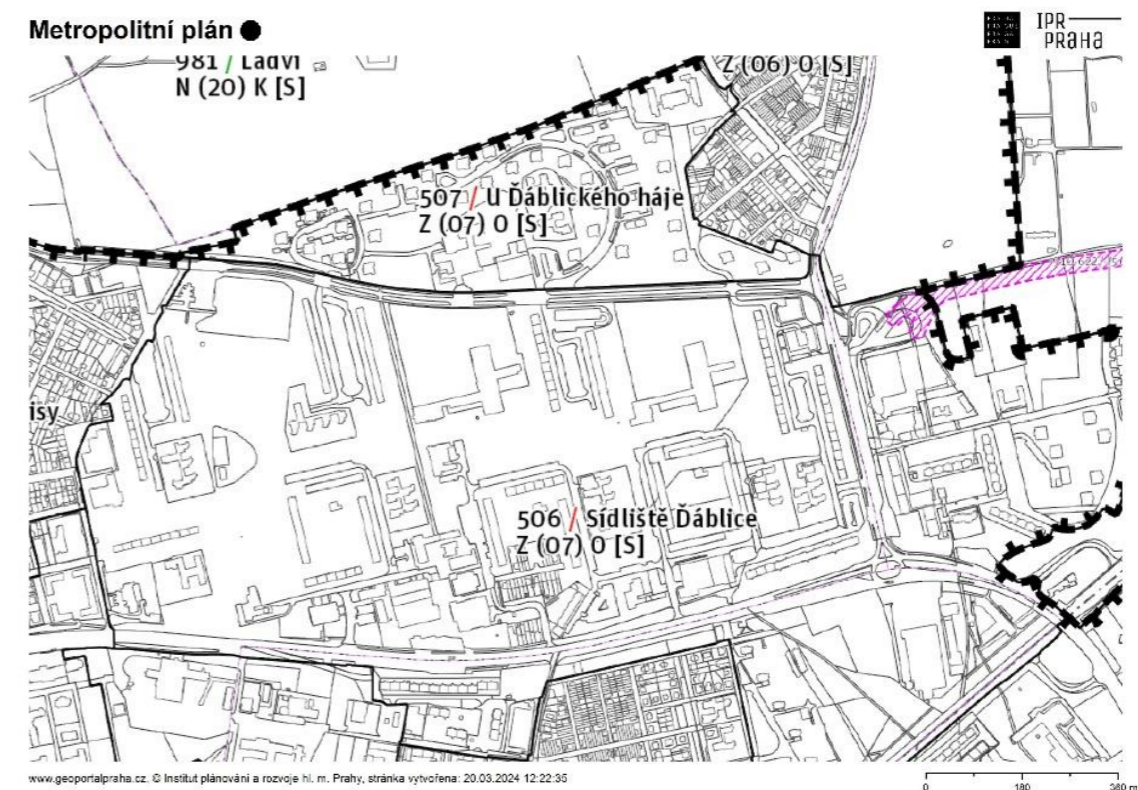 Metropolitní plán
IPR
PRAHA
981 / Ládví
N (20) K [S]
Z (06) O [S]
507 / U Ďáblického háje
Z (07) O [S]
isy
506 / Sídliště Ďáblice
Z (07) O [S]
www.geoportalpraha.cz. © Institut plánování a rozvoje hl. m. Prahy, stránka vytvořena: 20.03.2024 12:22:35
0 180 360 m